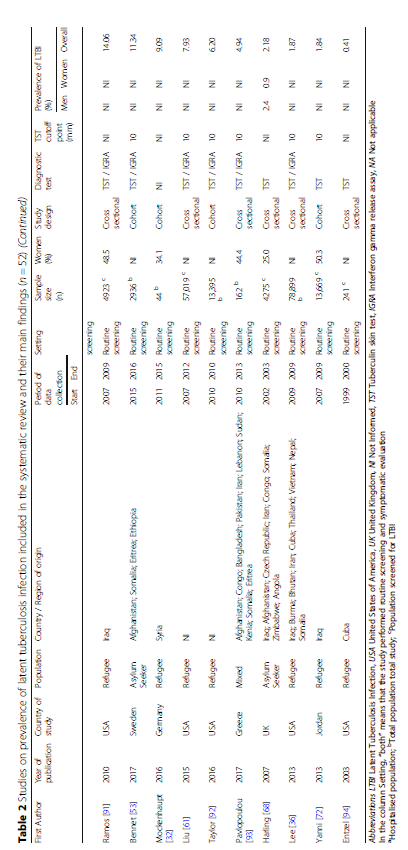 Table 2 Studies on prevalence of latent tuberculosis infection included in the systematic review and their main findings (n = 52) (Continued)
First Author Year of publication Country of study Population Country / Region of origin Period of data collection Start End Setting Sample size (n) Women (%) Study design Diagnostic test TST cutoff point (mm) Prevalence of LTBI (%) Men Women Overall
screening
Ramos [91] 2010 USA Refugee Iraq 2007 2009 Routine screening 4923 c 48.5 Cross sectional TST / IGRA NI NI NI 14.06
Bennet [53] 2017 Sweden Asylum Seeker Afghanistan; Somalia; Eritrea; Ethiopia 2015 2016 Routine screening 2936 b NI Cohort TST / IGRA 10 NI NI 11.34
Mockenhaupt [32] 2016 Germany Refugee Syria 2011 2015 Routine screening 44 b 34.1 Cohort NI NI NI NI 9.09
Liu [61] 2015 USA Refugee NI 2007 2012 Routine screening 57,019 c NI Cross sectional TST / IGRA 10 NI NI 7.93
Taylor [92] 2016 USA Refugee NI 2010 2010 Routine screening 13,395 b NI Cohort TST / IGRA 10 NI NI 6.20
Pavlopoulou [93] 2017 Greece Mixed Afghanistan; Congo; Bangladesh; Pakistan; Iran; Lebanon; Sudan; Kenia; Somalia; Eritrea 2010 2013 Routine screening 162 b 44.4 Cross sectional TST / IGRA 10 NI NI 4.94
Harling [68] 2007 UK Asylum Seeker Iraq; Afghanistan; Czech Republic; Iran; Congo; Somalia; Zimbabwe; Angola 2002 2003 Routine screening 4275 c 25.0 Cross sectional TST NI 2.4 0.9 2.18
Lee [36] 2013 USA Refugee Iraq; Burma; Bhutan; Iran; Cuba; Thailand; Vietnam; Nepal; Somalia 2009 2009 Routine screening 78,899 b NI Cross sectional TST / IGRA 10 NI NI 1.87
Yanni [72] 2013 Jordan Refugee Iraq 2007 2009 Routine screening 13,669 c 50.3 Cohort TST 10 NI NI 1.84
Entzel [94] 2003 USA Refugee Cuba 1999 2000 Routine screening 241 c NI Cross sectional TST NI NI NI 0.41
Abbreviations LTBI Latent Tuberculosis Infection, USA United States of America, UK United Kingdom, NI Not Informed, TST Tuberculin skin test, IGRA Interferon gamma release assay, NA Not applicable
In the column Setting, "both" means that the study performed routine screening and symptomatic evaluation
a Hospitalised population; b Total population total study; c Population screened for LTBI